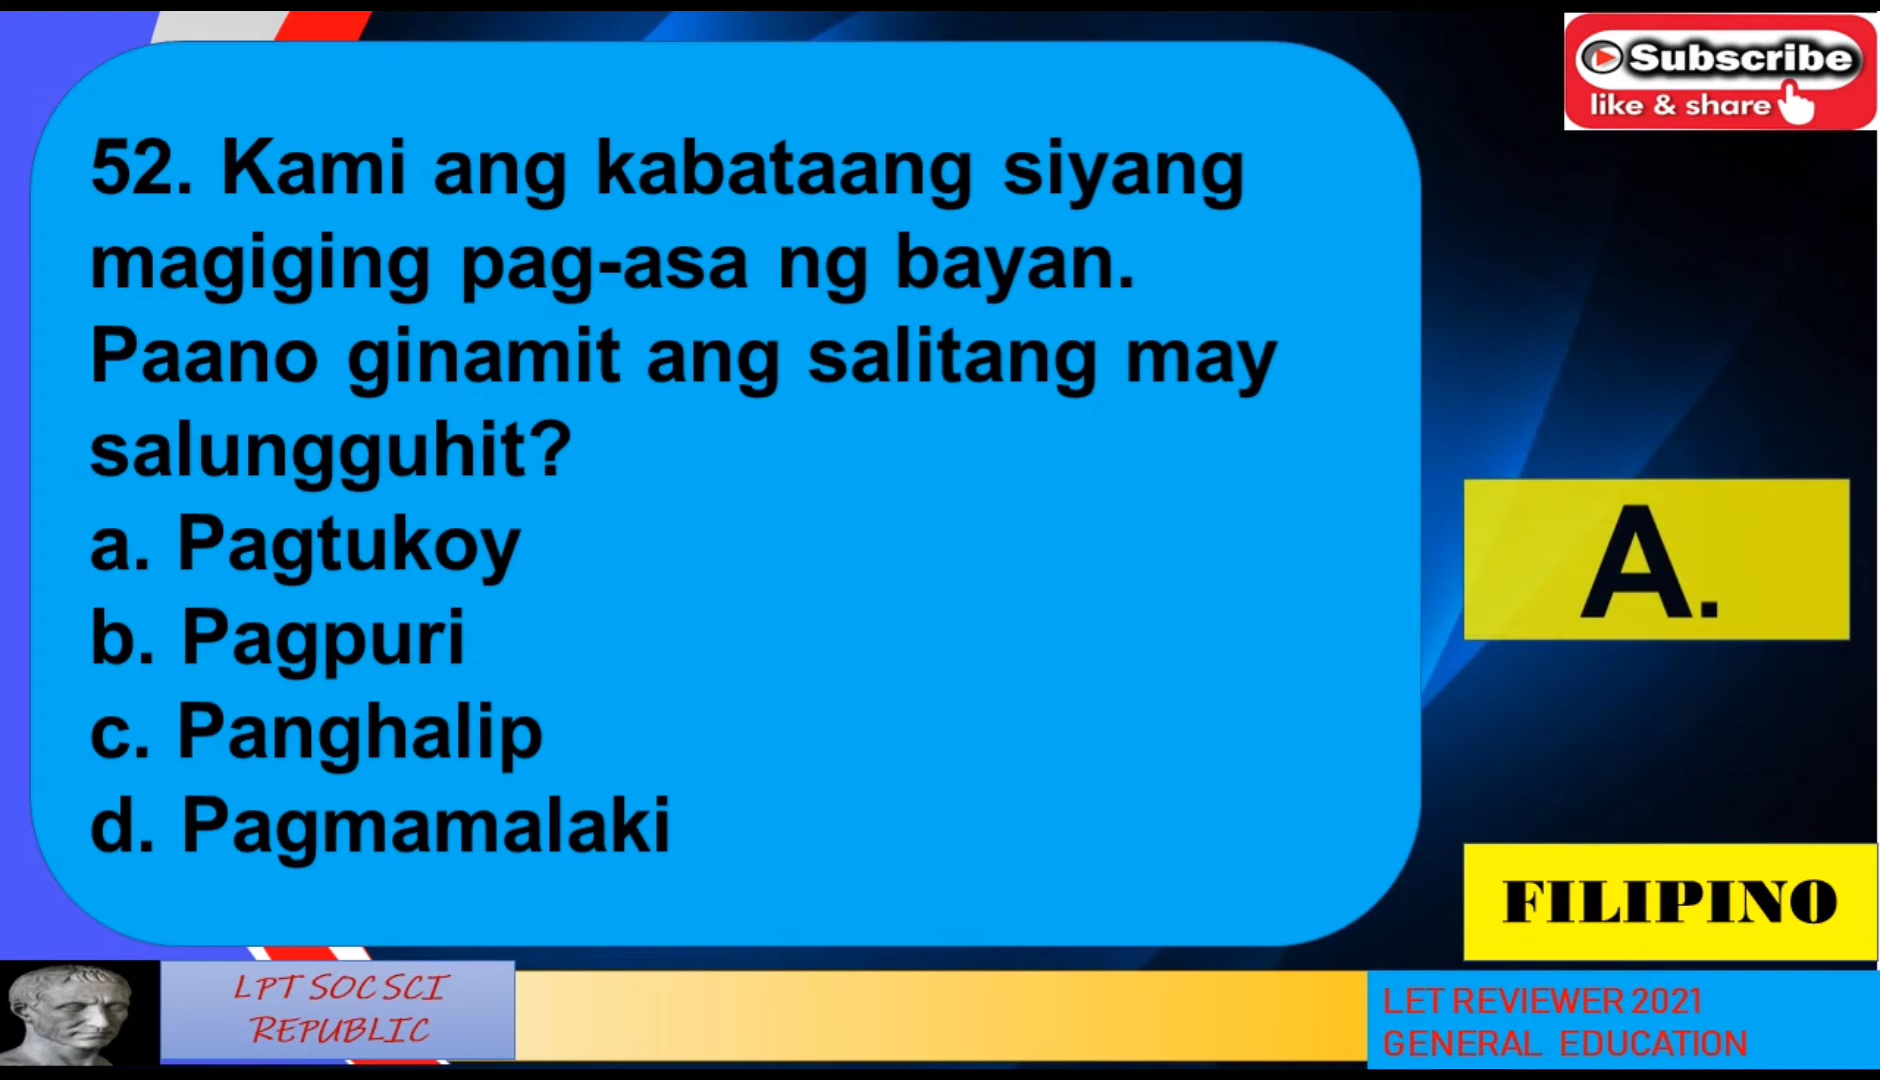 Subscribe
like & share
52. Kami ang kabataang siyang
magiging pag-asa ng bayan.
Paano ginamit ang salitang may
salungguhit?
a. Pagtukoy
b. Pagpuri
c. Panghalip
d. Pagmamalaki
A.
FILIPINO
LPT SOC SCI
REPUBLIC
LET REVIEWER 2021
GENERAL EDUCATION